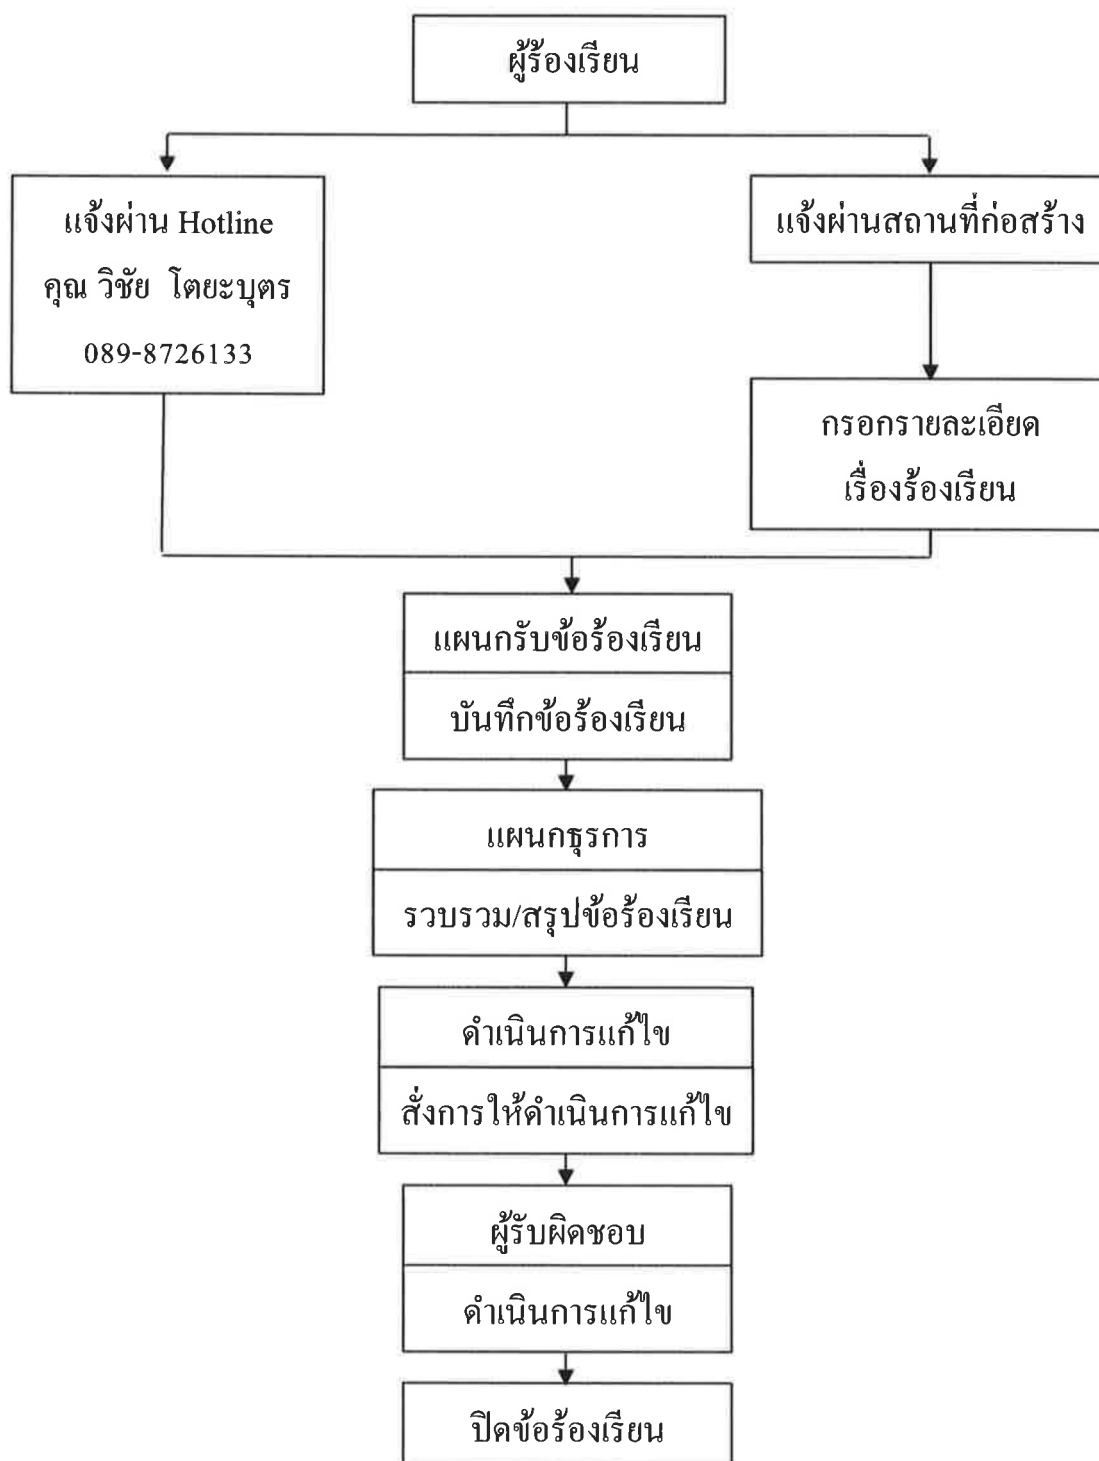 ผู้ร้องเรียน
แจ้งผ่าน Hotline
คุณ วิชัย โตยะบุตร
089-8726133
แจ้งผ่านสถานที่ก่อสร้าง
กรอกรายละเอียด
เรื่องร้องเรียน
แผนกรับข้อร้องเรียน
บันทึกข้อร้องเรียน
แผนกธุรการ
รวบรวม/สรุปข้อร้องเรียน
ดำเนินการแก้ไข
สั่งการให้ดำเนินการแก้ไข
ผู้รับผิดชอบ
ดำเนินการแก้ไข
ปิดข้อร้องเรียน